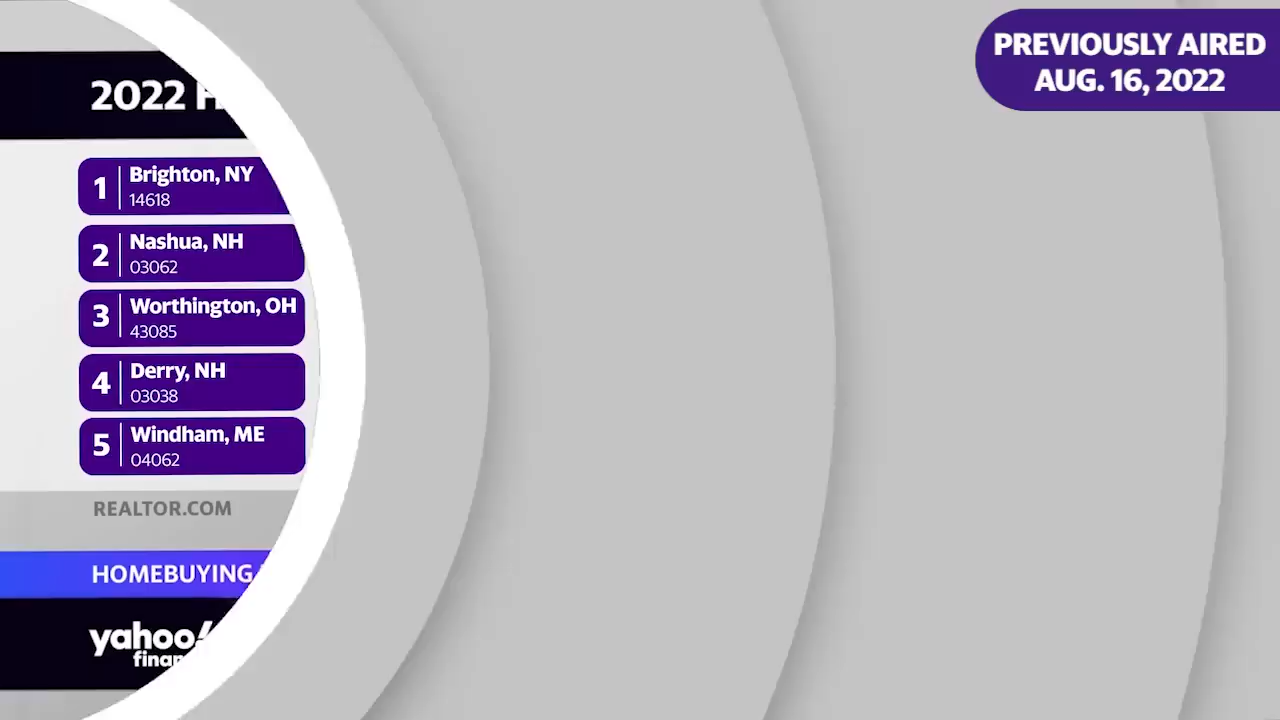 PREVIOUSLY AIRED
AUG. 16, 2022
2022
1
Brighton, NY
14618
2
Nashua, NH
03062
3
Worthington, OH
43085
4
Derry, NH
03038
5
Windham, ME
04062
REALTOR.COM
HOMEBUYING
yahoo!